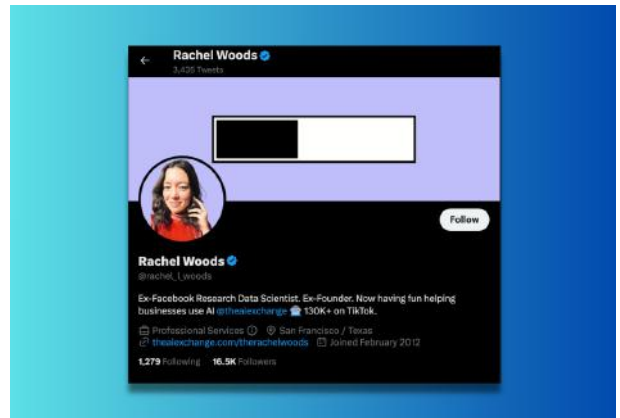 Rachel Woods
3,435 Tweets
Follow
Rachel Woods
@rachel_l_woods
Ex-Facebook Research Data Scientist. Ex-Founder. Now having fun helping
businesses use AI @thealexchange 🏫 130K+ on TikTok.
Professional Services San Francisco / Texas
thealexchange.com/therachelwoods Joined February 2012
1,279 Following 16.5K Followers